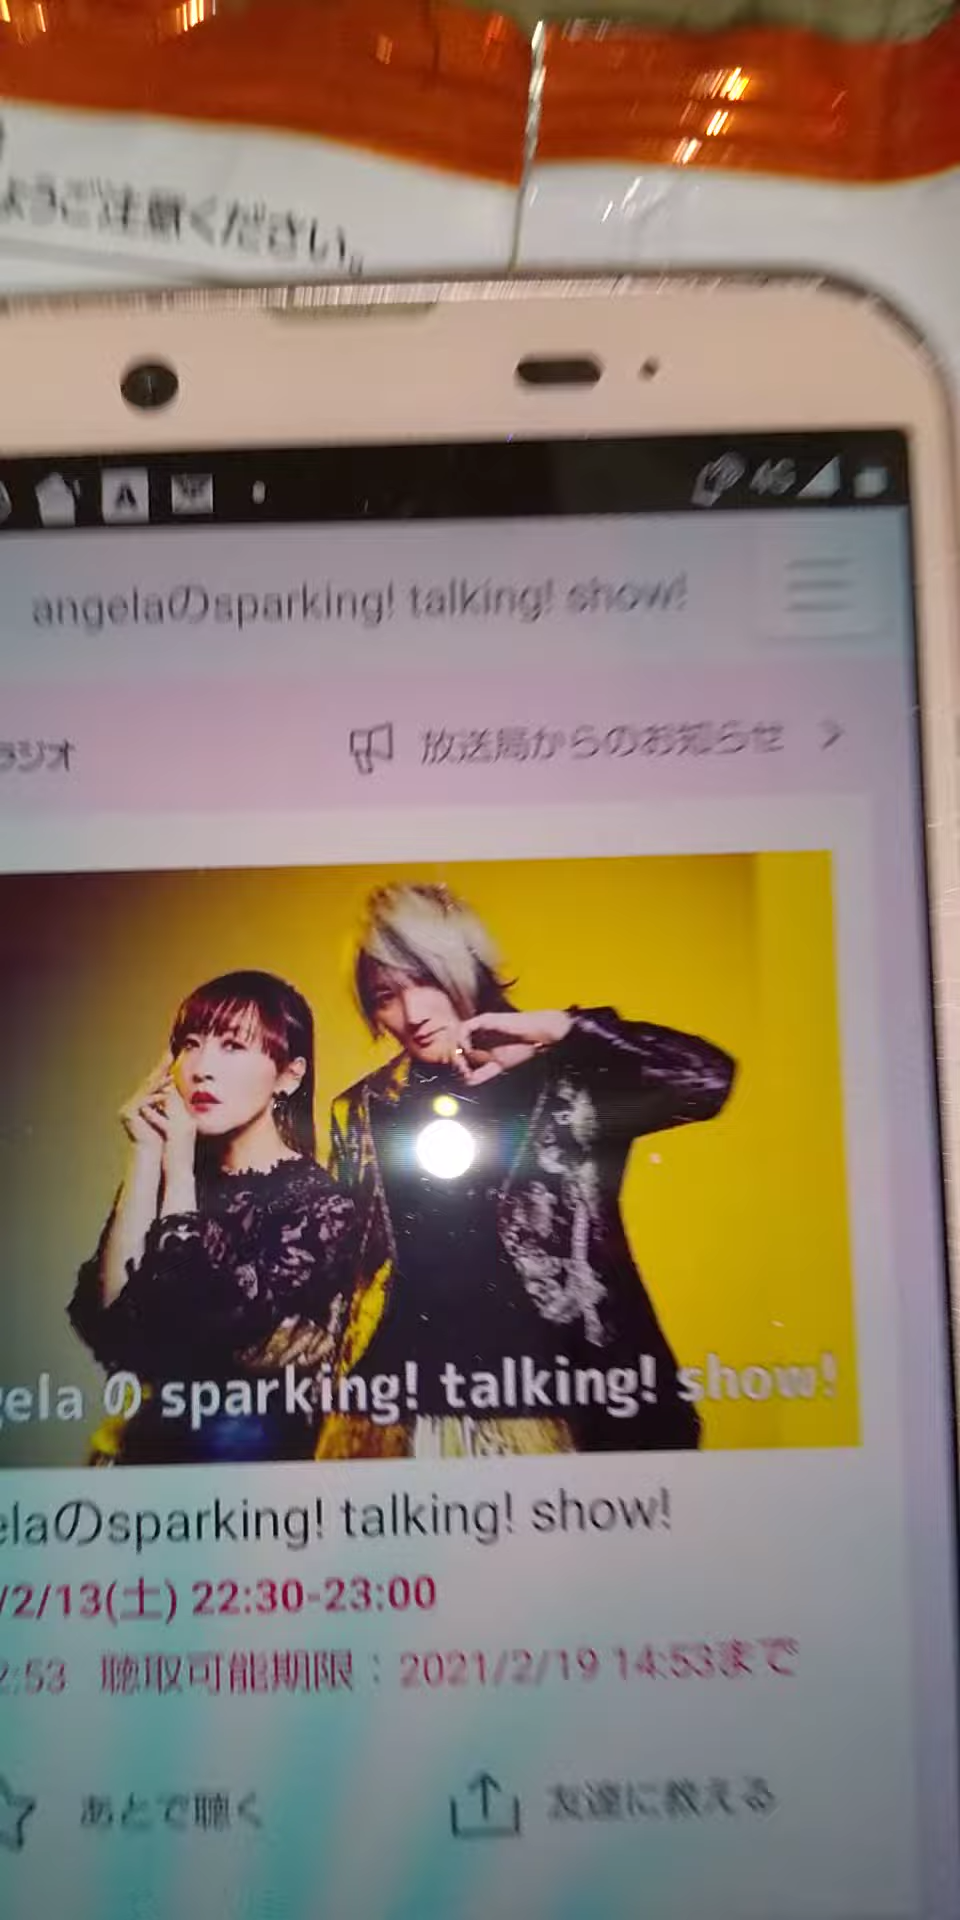 ようご注意ください。
A
4G
angelaのsparking! talking! show!
ラジオ
放送局からのお知らせ
gela の sparking! talking! show!
elaのsparking! talking! show!
/2/13(土) 22:30-23:00
2:53 聴取可能期限：2021/2/19 14:53まで
あとで聴く
友達に教える